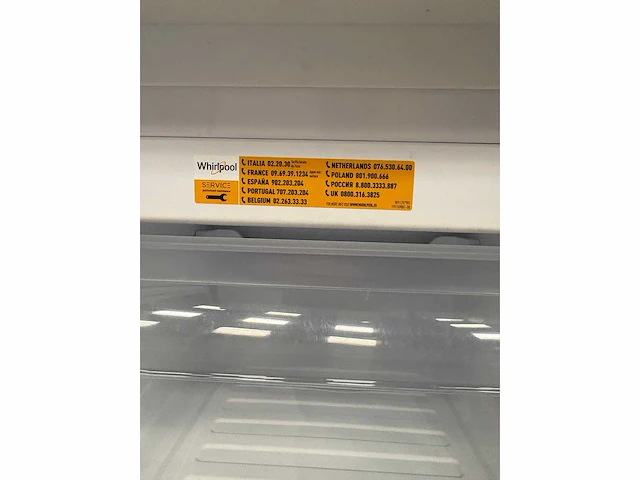 Whirlpool
SERVICE
ITALIA 02.20.30
FRANCE 09.69.39.1234
ESPAÑA 902.203.204
PORTUGAL 707.203.204
BELGIUM 02.263.33.33
NETHERLANDS 076.530.64.00
POLAND 801.900.666
РОССИЯ 8.800.3333.887
UK 0800.316.3825